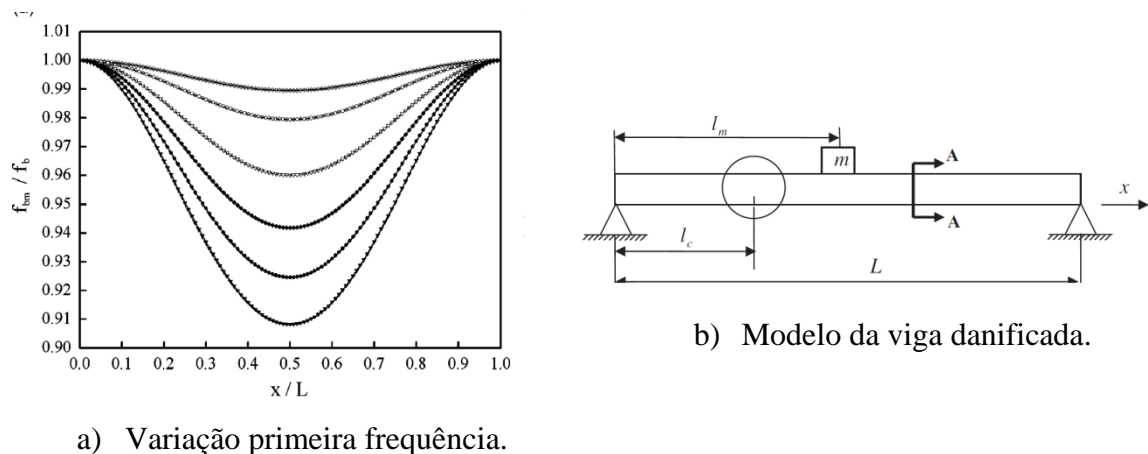 1.01
1.00
0.99
0.98
0.97
0.96
0.95
0.94
0.93
0.92
0.91
0.90
f_bm / f_b
0.0 0.1 0.2 0.3 0.4 0.5 0.6 0.7 0.8 0.9 1.0
x / L
a) Variação primeira frequência.
l_m
m
A
A
x
l_c
L
b) Modelo da viga danificada.